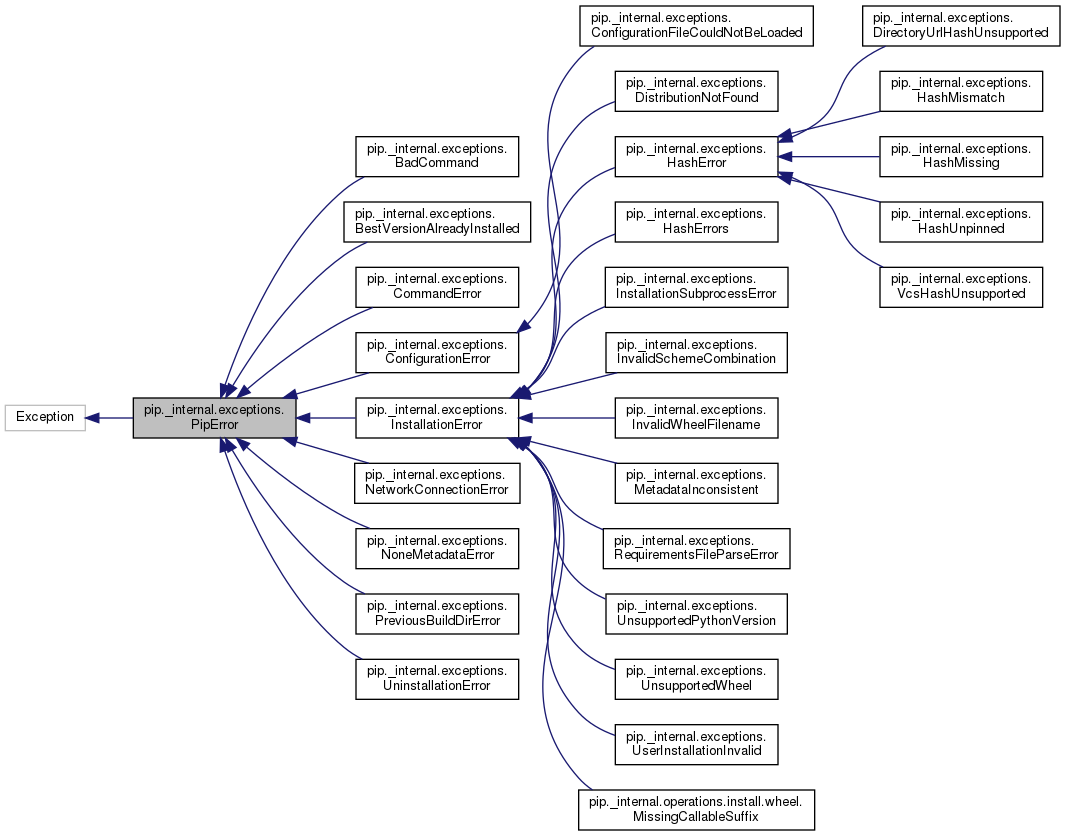 Exception
pip._internal.exceptions.
PipError
pip._internal.exceptions.
BadCommand
pip._internal.exceptions.
BestVersionAlreadyInstalled
pip._internal.exceptions.
CommandError
pip._internal.exceptions.
ConfigurationError
pip._internal.exceptions.
InstallationError
pip._internal.exceptions.
NetworkConnectionError
pip._internal.exceptions.
NoneMetadataError
pip._internal.exceptions.
PreviousBuildDirError
pip._internal.exceptions.
UninstallationError
pip._internal.exceptions.
ConfigurationFileCouldNotBeLoaded
pip._internal.exceptions.
DistributionNotFound
pip._internal.exceptions.
HashError
pip._internal.exceptions.
HashErrors
pip._internal.exceptions.
InstallationSubprocessError
pip._internal.exceptions.
InvalidSchemeCombination
pip._internal.exceptions.
InvalidWheelFilename
pip._internal.exceptions.
MetadataInconsistent
pip._internal.exceptions.
RequirementsFileParseError
pip._internal.exceptions.
UnsupportedPythonVersion
pip._internal.exceptions.
UnsupportedWheel
pip._internal.exceptions.
UserInstallationInvalid
pip._internal.operations.install.wheel.
MissingCallableSuffix
pip._internal.exceptions.
DirectoryUrlHashUnsupported
pip._internal.exceptions.
HashMismatch
pip._internal.exceptions.
HashMissing
pip._internal.exceptions.
HashUnpinned
pip._internal.exceptions.
VcsHashUnsupported